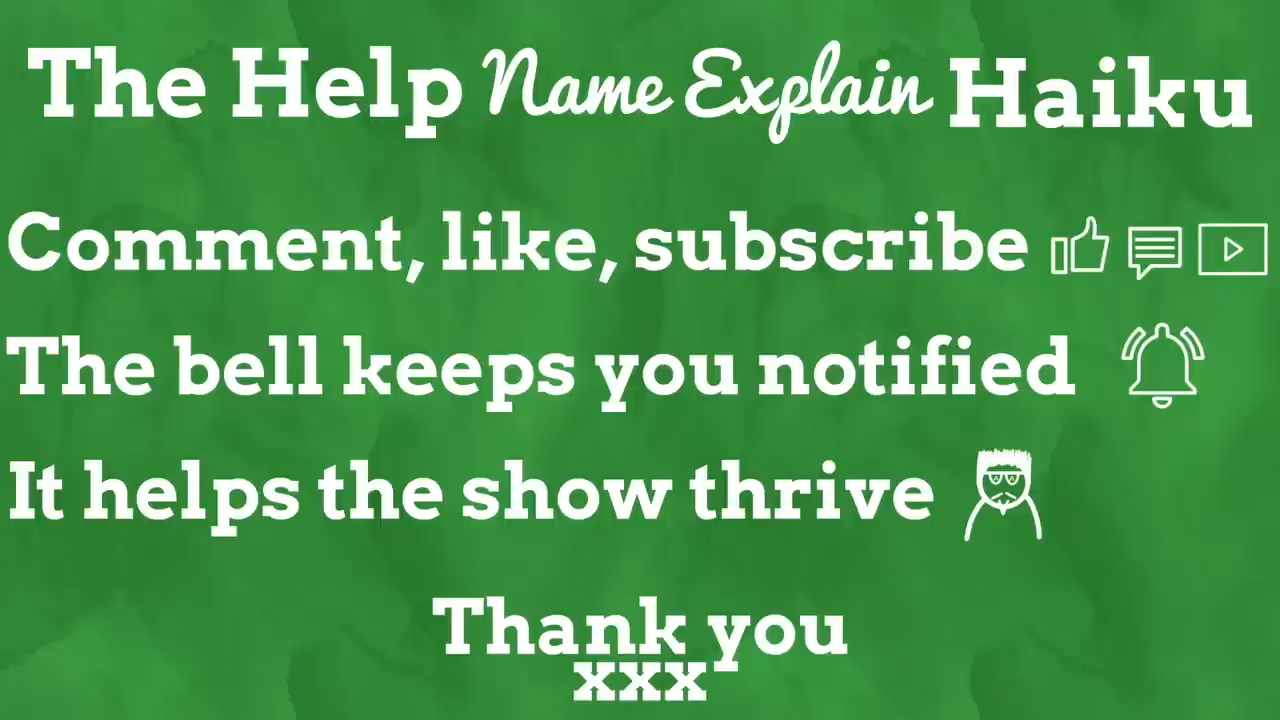 The Help Name Explain Haiku
Comment, like, subscribe
The bell keeps you notified
It helps the show thrive
Thank you
xxx